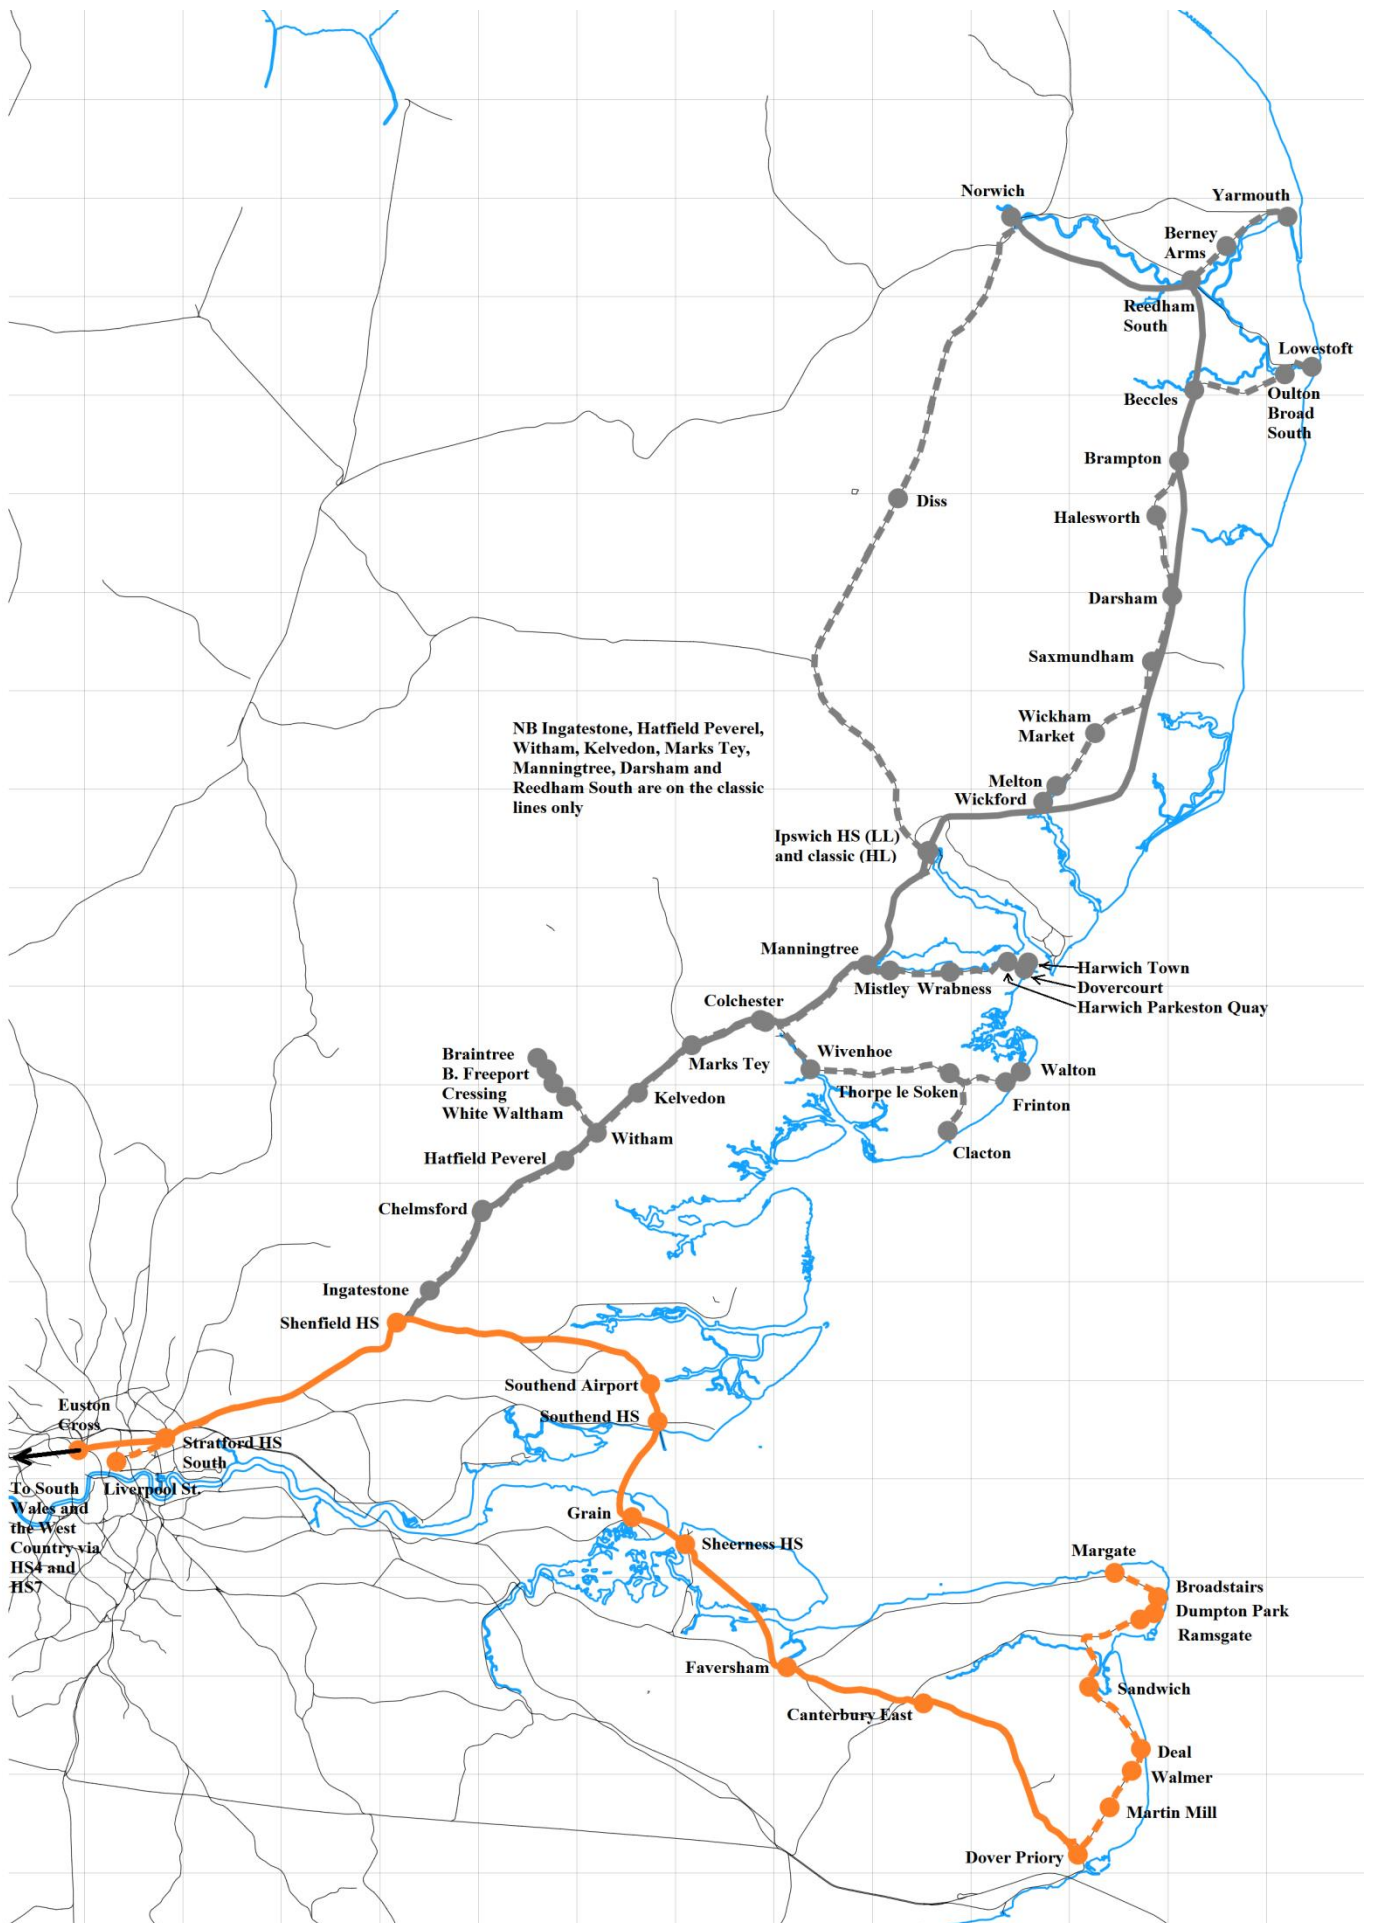 Norwich
Yarmouth
Berney
Arms
Reedham
South
Lowestoft
Beccles
Oulton
Broad
South
Brampton
Diss
Halesworth
Darsham
Saxmundham
Wickham
Market
NB Ingatestone, Hatfield Peverel,
Witham, Kelvedon, Marks Tey,
Manningtree, Darsham and
Reedham South are on the classic
lines only
Melton
Wickford
Ipswich HS (LL)
and classic (HL)
Manningtree
Harwich Town
Mistley
Wrabness
Dovercourt
Harwich Parkeston Quay
Colchester
Wivenhoe
Marks Tey
Braintree
B. Freeport
Cressing
White Waltham
Walton
Kelvedon
Thorpe le Soken
Frinton
Witham
Hatfield Peverel
Clacton
Chelmsford
Ingatestone
Shenfield HS
Southend Airport
Euston
Cross
Southend HS
Stratford HS
South
Liverpool St.
To South
Wales and
the West
Country via
HS4 and
HS7
Grain
Sheerness HS
Margate
Broadstairs
Dumpton Park
Ramsgate
Faversham
Sandwich
Canterbury East
Deal
Walmer
Martin Mill
Dover Priory